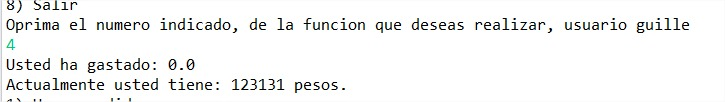 8) Salir
Oprima el numero indicado, de la funcion que deseas realizar, usuario guille
4
Usted ha gastado: 0.0
Actualmente usted tiene: 123131 pesos.